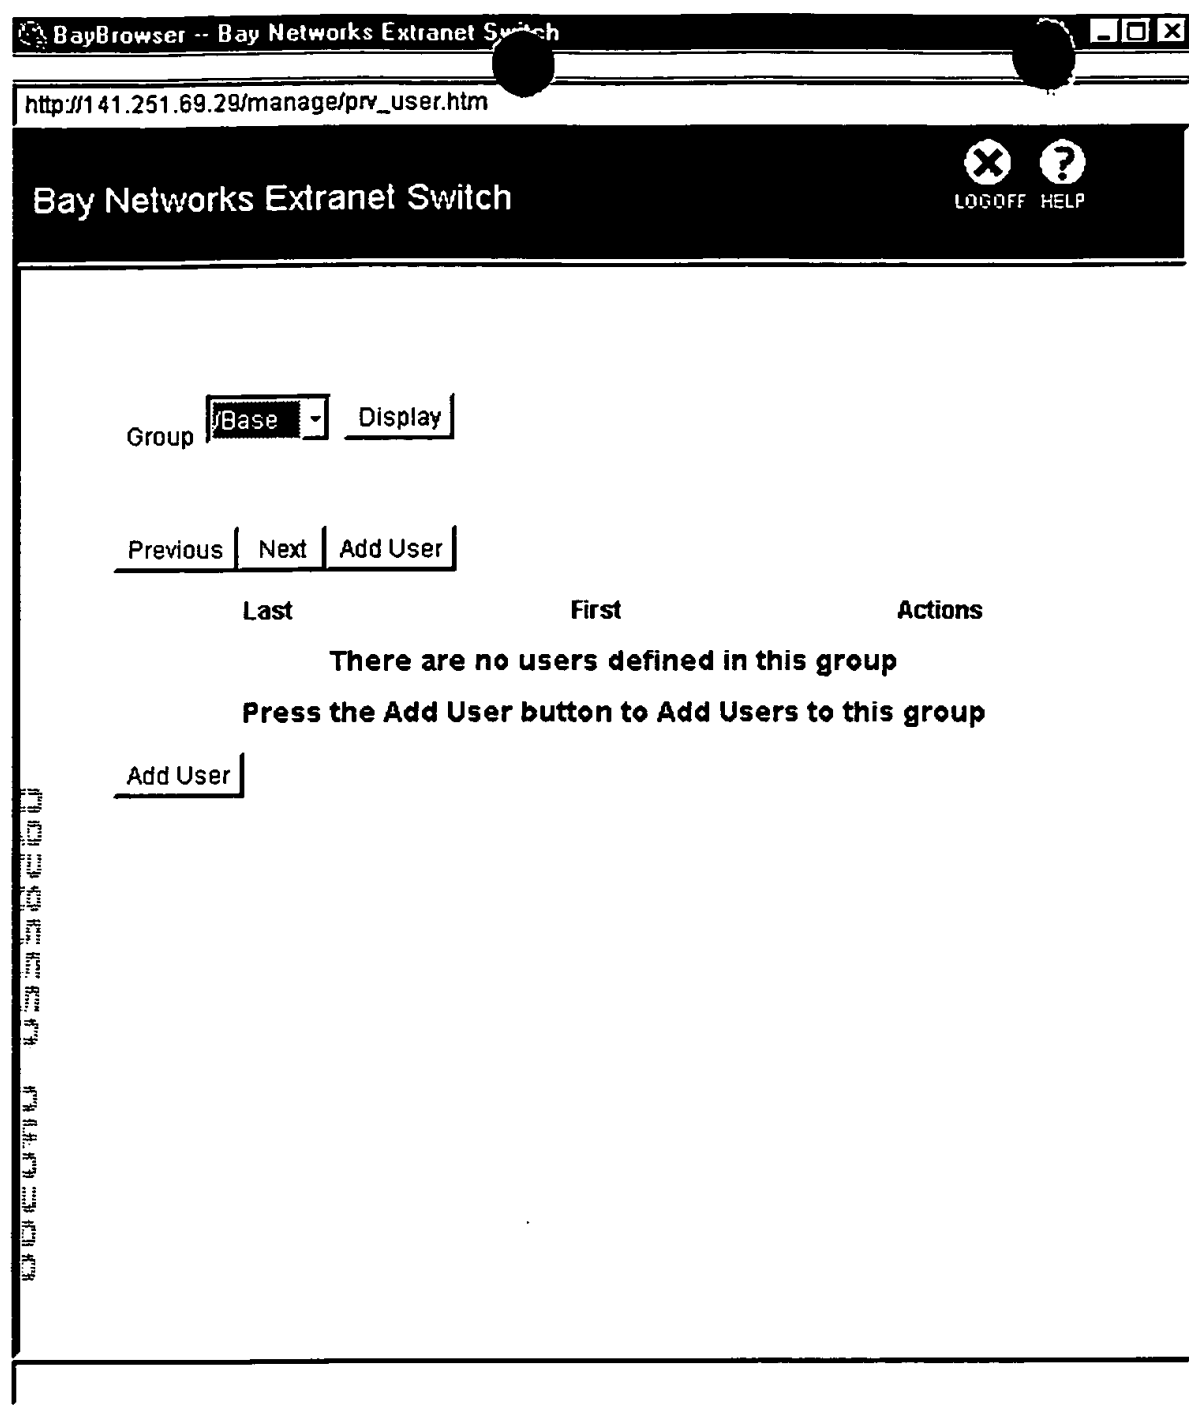 BayBrowser -- Bay Networks Extranet Switch
http://141.251.69.29/manage/prv_user.htm
Bay Networks Extranet Switch
LOGOFF HELP
Group /Base Display
Previous Next Add User
Last First Actions
There are no users defined in this group
Press the Add User button to Add Users to this group
Add User